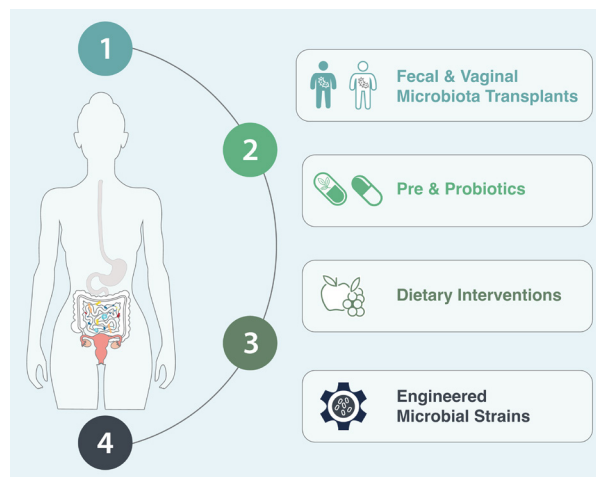 1
Fecal & Vaginal
Microbiota Transplants
2
Pre & Probiotics
3
Dietary Interventions
4
Engineered
Microbial Strains